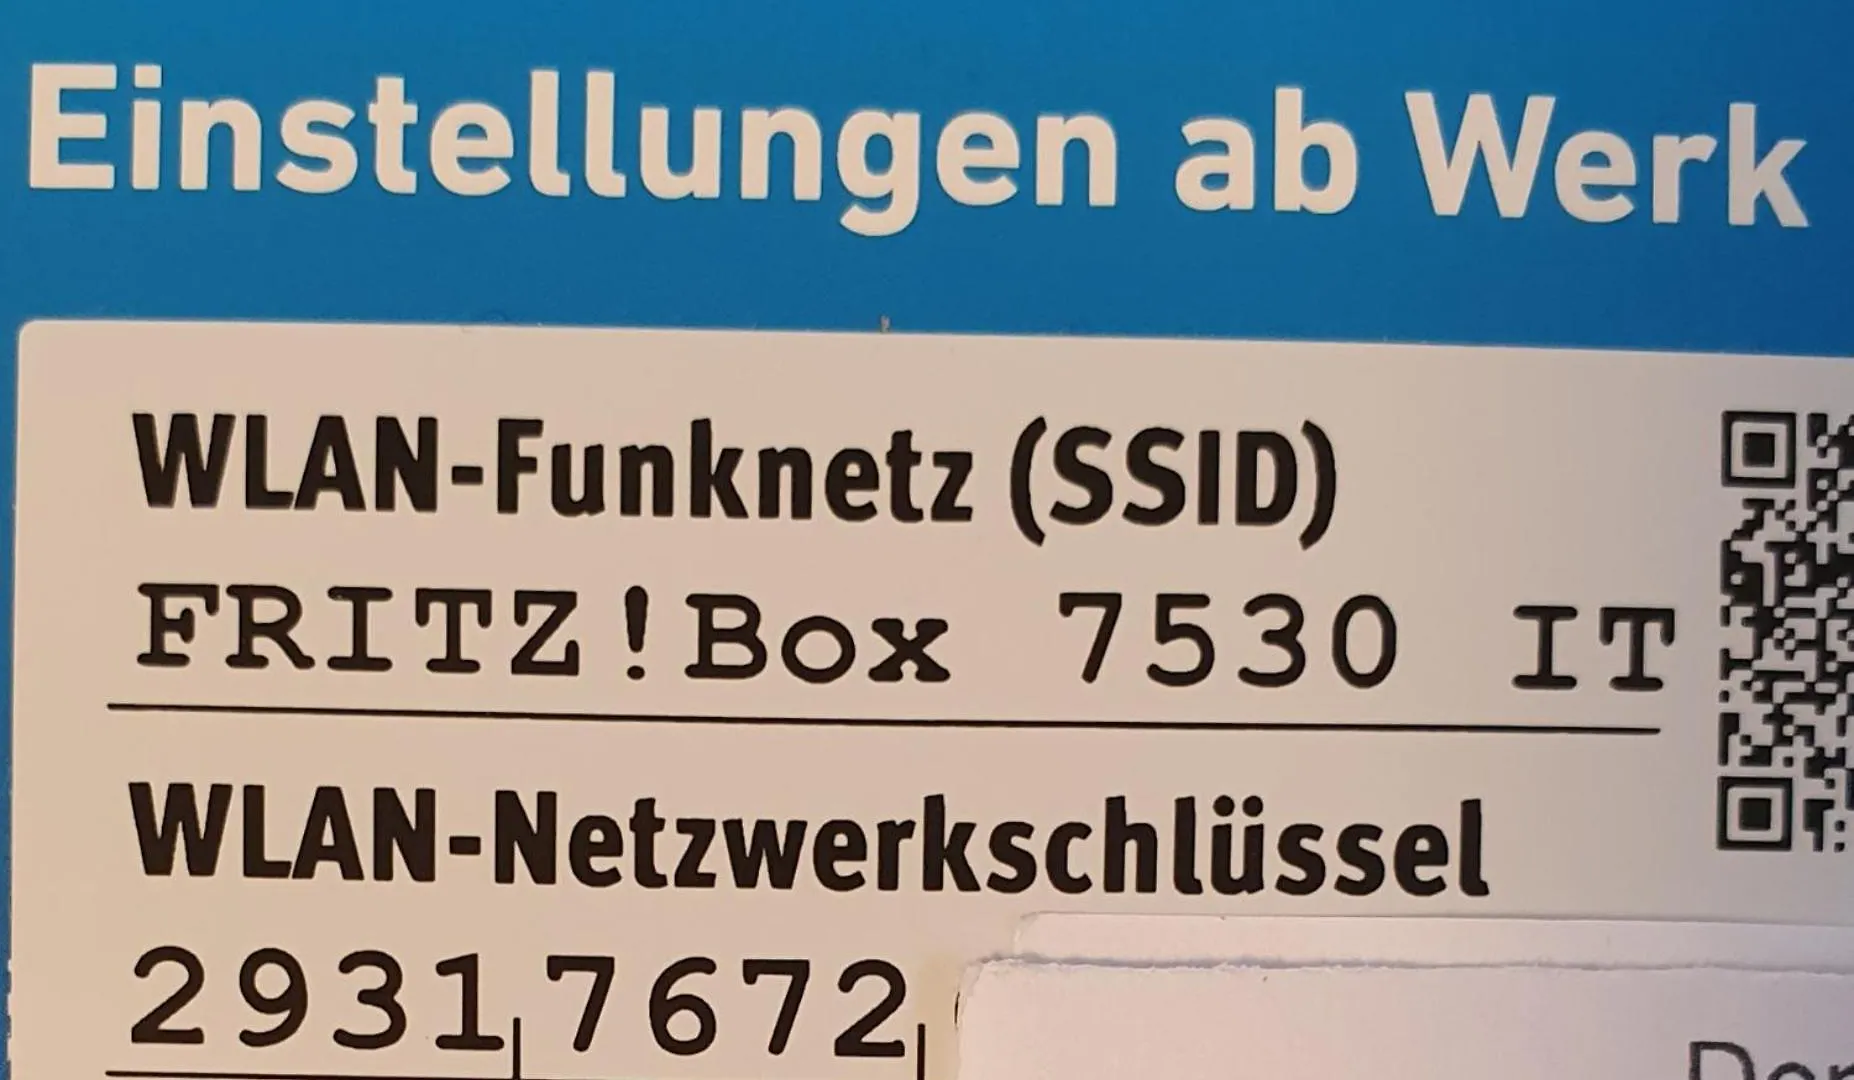 Einstellungen ab Werk
WLAN-Funknetz (SSID)
FRITZ!Box 7530 IT
WLAN-Netzwerkschlüssel
2931 7672